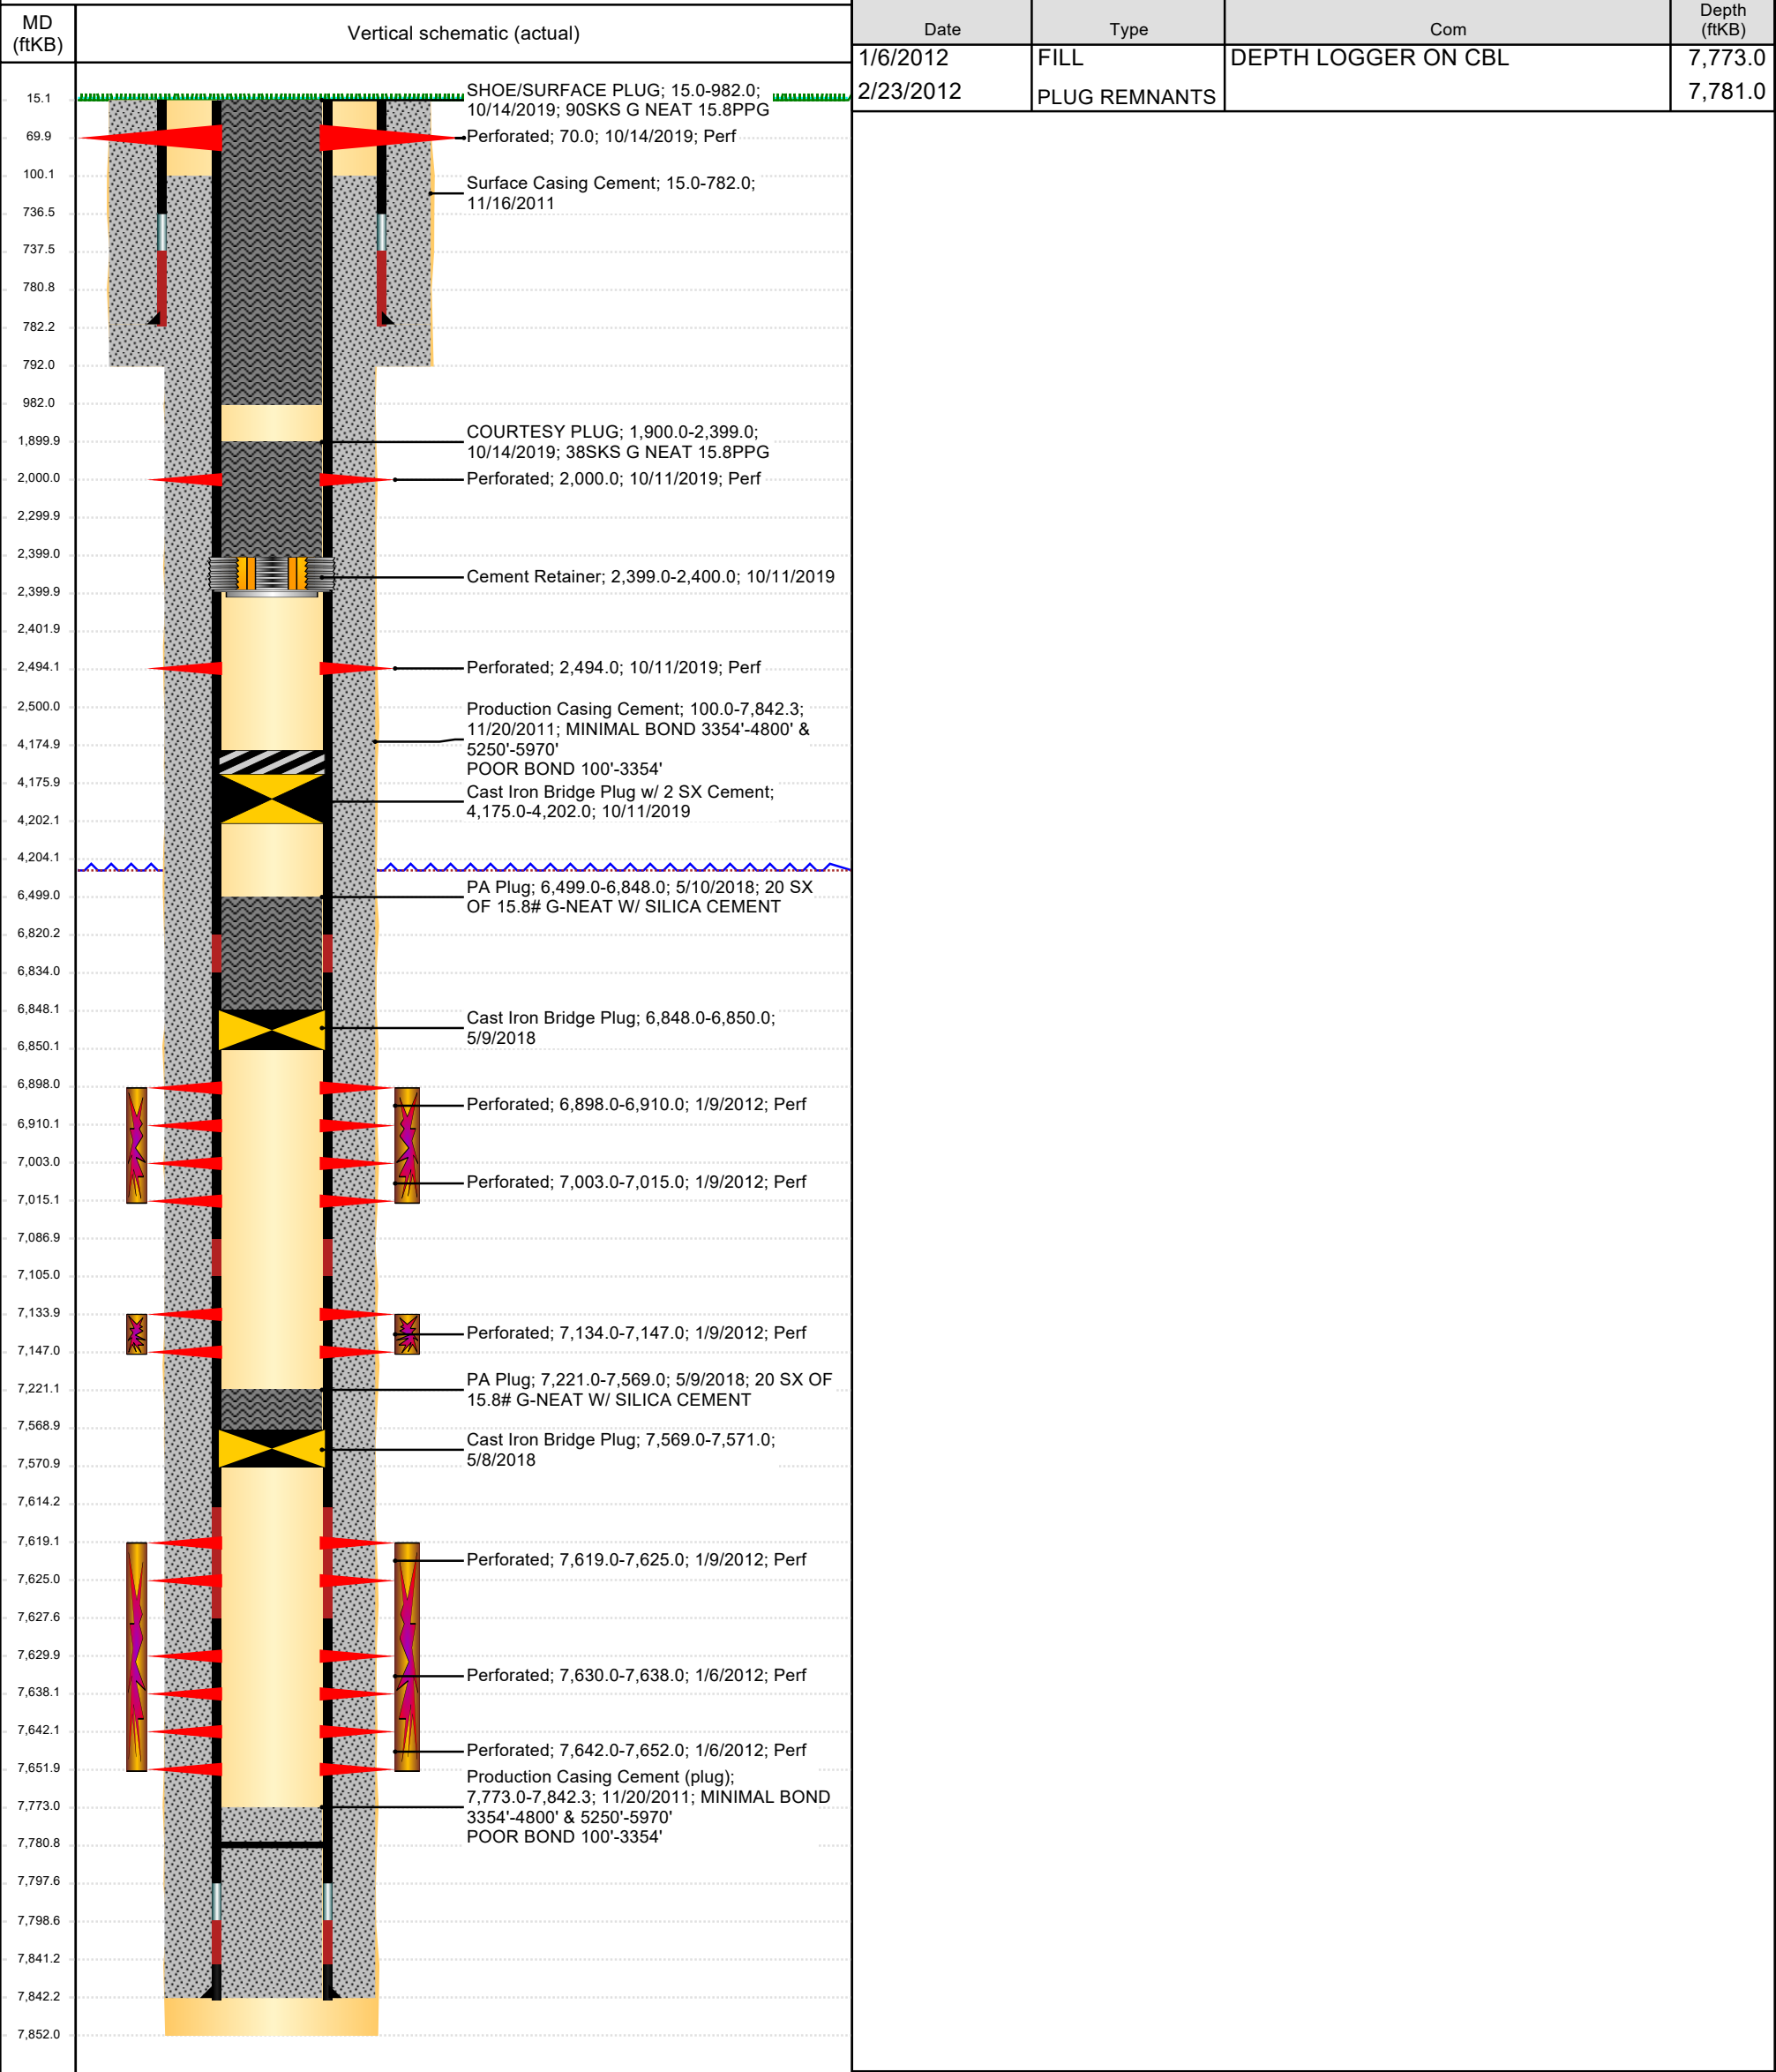 MD
(ftKB)
Vertical schematic (actual)
Date
Type
Com
Depth
(ftKB)
1/6/2012
FILL
DEPTH LOGGER ON CBL
7,773.0
2/23/2012
PLUG REMNANTS
7,781.0
15.1
69.9
100.1
736.5
737.5
780.8
782.2
792.0
982.0
1,899.9
2,000.0
2,299.9
2,399.0
2,399.9
2,401.9
2,494.1
2,500.0
4,174.9
4,175.9
4,202.1
4,204.1
6,499.0
6,820.2
6,834.0
6,848.1
6,850.1
6,898.0
6,910.1
7,003.0
7,015.1
7,086.9
7,105.0
7,133.9
7,147.0
7,221.1
7,568.9
7,570.9
7,614.2
7,619.1
7,625.0
7,627.6
7,629.9
7,638.1
7,642.1
7,651.9
7,773.0
7,780.8
7,797.6
7,798.6
7,841.2
7,842.2
7,852.0
SHOE/SURFACE PLUG; 15.0-982.0;
10/14/2019; 90SKS G NEAT 15.8PPG
Perforated; 70.0; 10/14/2019; Perf
Surface Casing Cement; 15.0-782.0;
11/16/2011
COURTESY PLUG; 1,900.0-2,399.0;
10/14/2019; 38SKS G NEAT 15.8PPG
Perforated; 2,000.0; 10/11/2019; Perf
Cement Retainer; 2,399.0-2,400.0; 10/11/2019
Perforated; 2,494.0; 10/11/2019; Perf
Production Casing Cement; 100.0-7,842.3;
11/20/2011; MINIMAL BOND 3354'-4800' &
5250'-5970'
POOR BOND 100'-3354'
Cast Iron Bridge Plug w/ 2 SX Cement;
4,175.0-4,202.0; 10/11/2019
PA Plug; 6,499.0-6,848.0; 5/10/2018; 20 SX
OF 15.8# G-NEAT W/ SILICA CEMENT
Cast Iron Bridge Plug; 6,848.0-6,850.0;
5/9/2018
Perforated; 6,898.0-6,910.0; 1/9/2012; Perf
Perforated; 7,003.0-7,015.0; 1/9/2012; Perf
Perforated; 7,134.0-7,147.0; 1/9/2012; Perf
PA Plug; 7,221.0-7,569.0; 5/9/2018; 20 SX OF
15.8# G-NEAT W/ SILICA CEMENT
Cast Iron Bridge Plug; 7,569.0-7,571.0;
5/8/2018
Perforated; 7,619.0-7,625.0; 1/9/2012; Perf
Perforated; 7,630.0-7,638.0; 1/6/2012; Perf
Perforated; 7,642.0-7,652.0; 1/6/2012; Perf
Production Casing Cement (plug);
7,773.0-7,842.3; 11/20/2011; MINIMAL BOND
3354'-4800' & 5250'-5970'
POOR BOND 100'-3354'